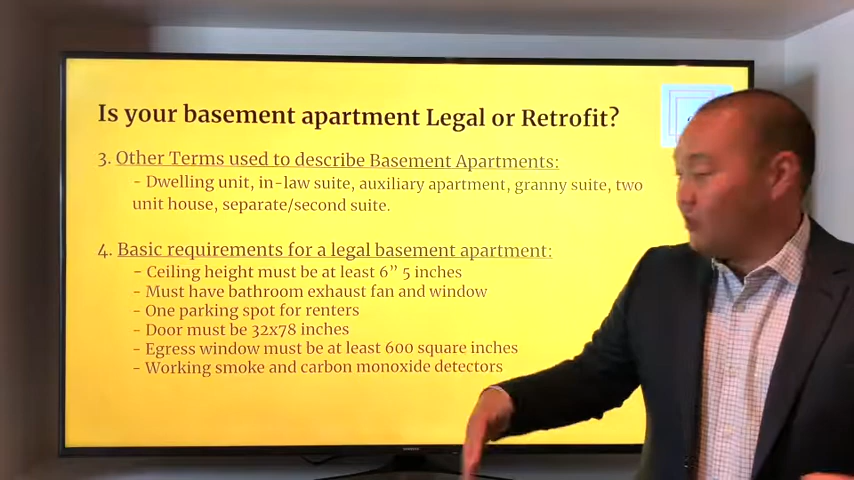 Is your basement apartment Legal or Retrofit?
3. Other Terms used to describe Basement Apartments:
- Dwelling unit, in-law suite, auxiliary apartment, granny suite, two
unit house, separate/second suite.
4. Basic requirements for a legal basement apartment:
- Ceiling height must be at least 6” 5 inches
- Must have bathroom exhaust fan and window
- One parking spot for renters
- Door must be 32x78 inches
- Egress window must be at least 600 square inches
- Working smoke and carbon monoxide detectors
SAMSUNG